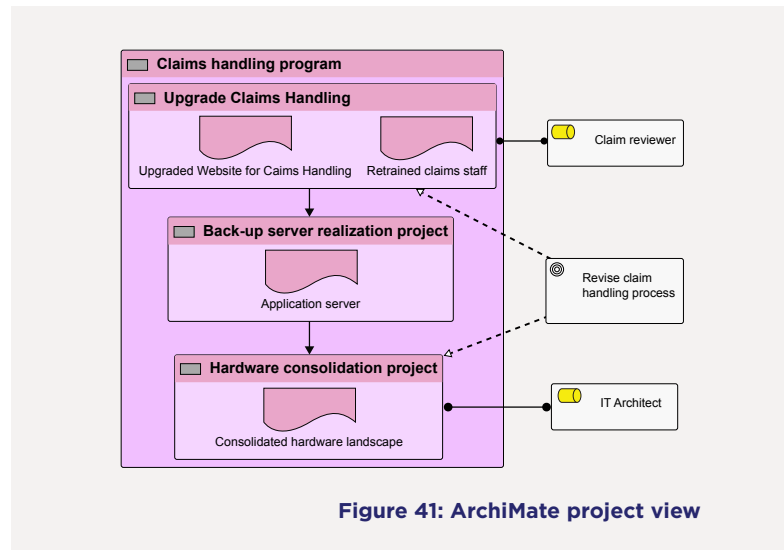 Claims handling program
Upgrade Claims Handling
Upgraded Website for Caims Handling
Retrained claims staff
Claim reviewer
Back-up server realization project
Application server
Revise claim
handling process
Hardware consolidation project
Consolidated hardware landscape
IT Architect
Figure 41: ArchiMate project view